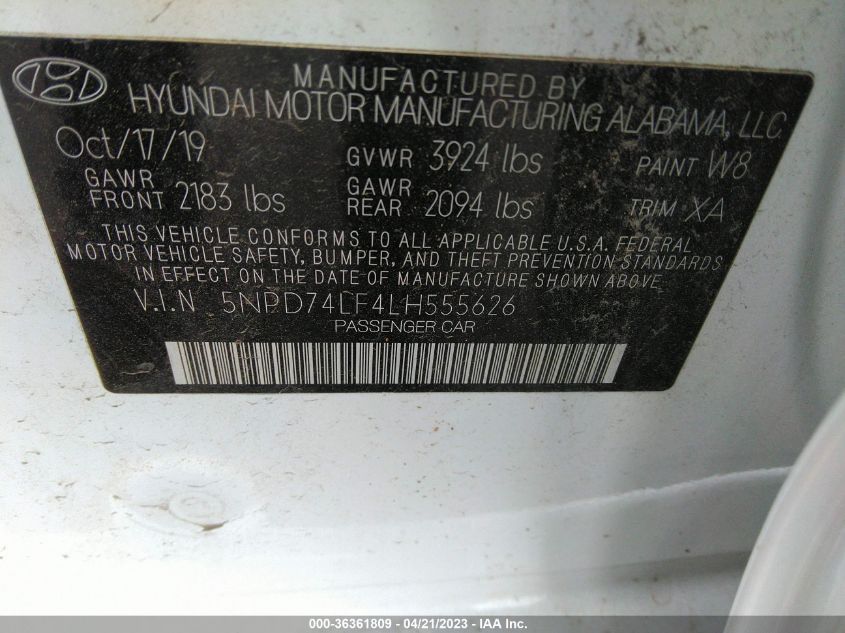 MANUFACTURED BY
HYUNDAI MOTOR MANUFACTURING ALABAMA, LLC.
Oct/17/19 GVWR 3924 lbs PAINT W8
GAWR FRONT 2183 lbs GAWR REAR 2094 lbs TRIM XA
THIS VEHICLE CONFORMS TO ALL APPLICABLE U.S.A. FEDERAL
MOTOR VEHICLE SAFETY, BUMPER, AND THEFT PREVENTION STANDARDS
IN EFFECT ON THE DATE OF MANUFACTURE SHOWN ABOVE.
V.I.N 5NPD74LF4LH555626
PASSENGER CAR
000-36361809 - 04/21/2023 - IAA Inc.